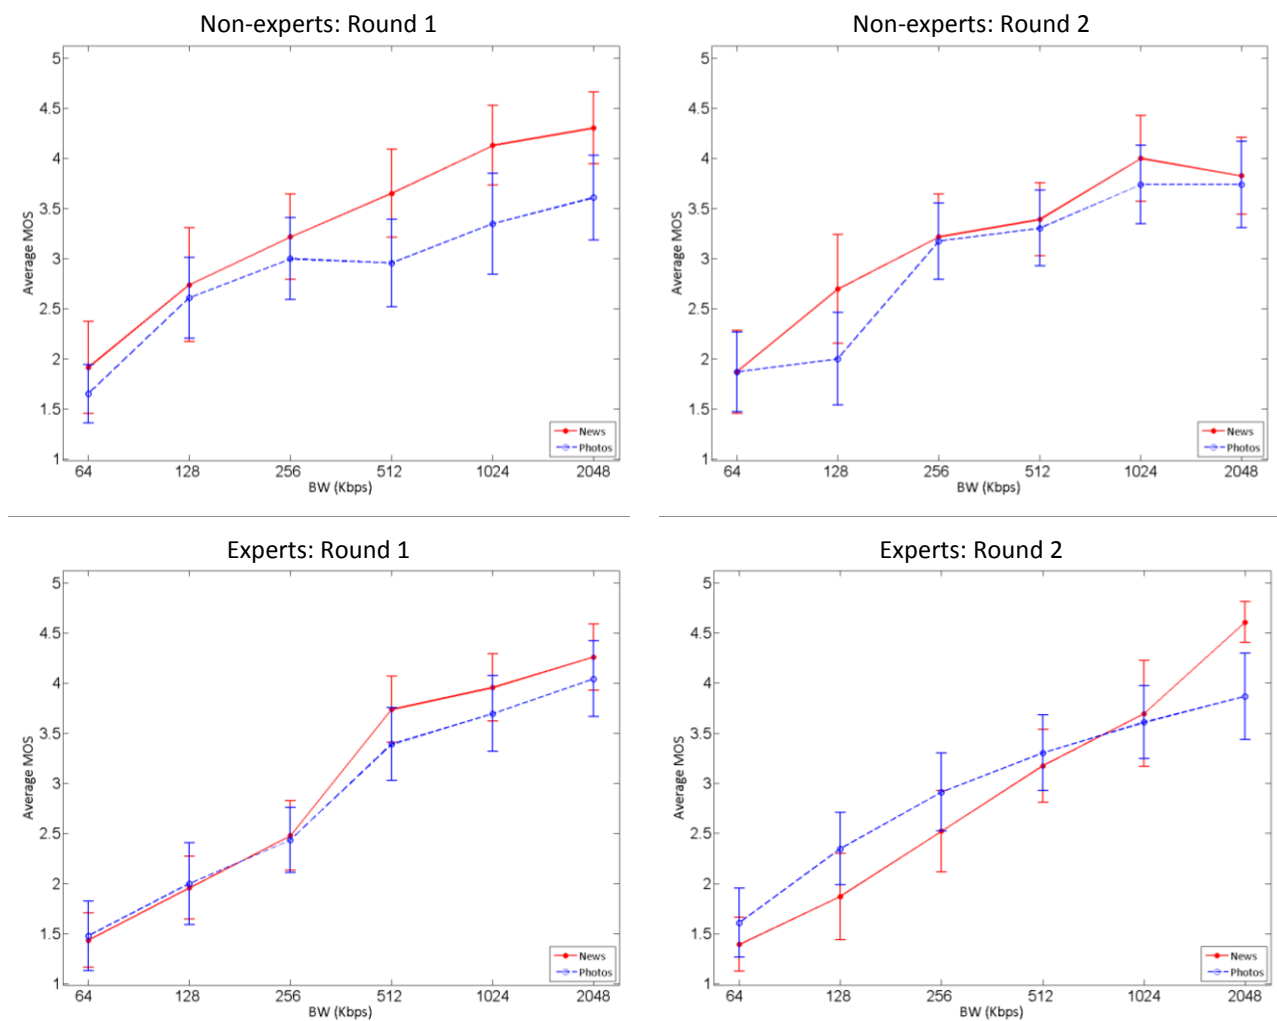 Non-experts: Round 1
5
4.5
4
3.5
3
2.5
2
1.5
1
Average MOS
64 128 256 512 1024 2048
BW (Kbps)
News
Photos
Non-experts: Round 2
5
4.5
4
3.5
3
2.5
2
1.5
1
Average MOS
64 128 256 512 1024 2048
BW (Kbps)
News
Photos
Experts: Round 1
5
4.5
4
3.5
3
2.5
2
1.5
1
Average MOS
64 128 256 512 1024 2048
BW (Kbps)
News
Photos
Experts: Round 2
5
4.5
4
3.5
3
2.5
2
1.5
1
Average MOS
64 128 256 512 1024 2048
BW (Kbps)
News
Photos